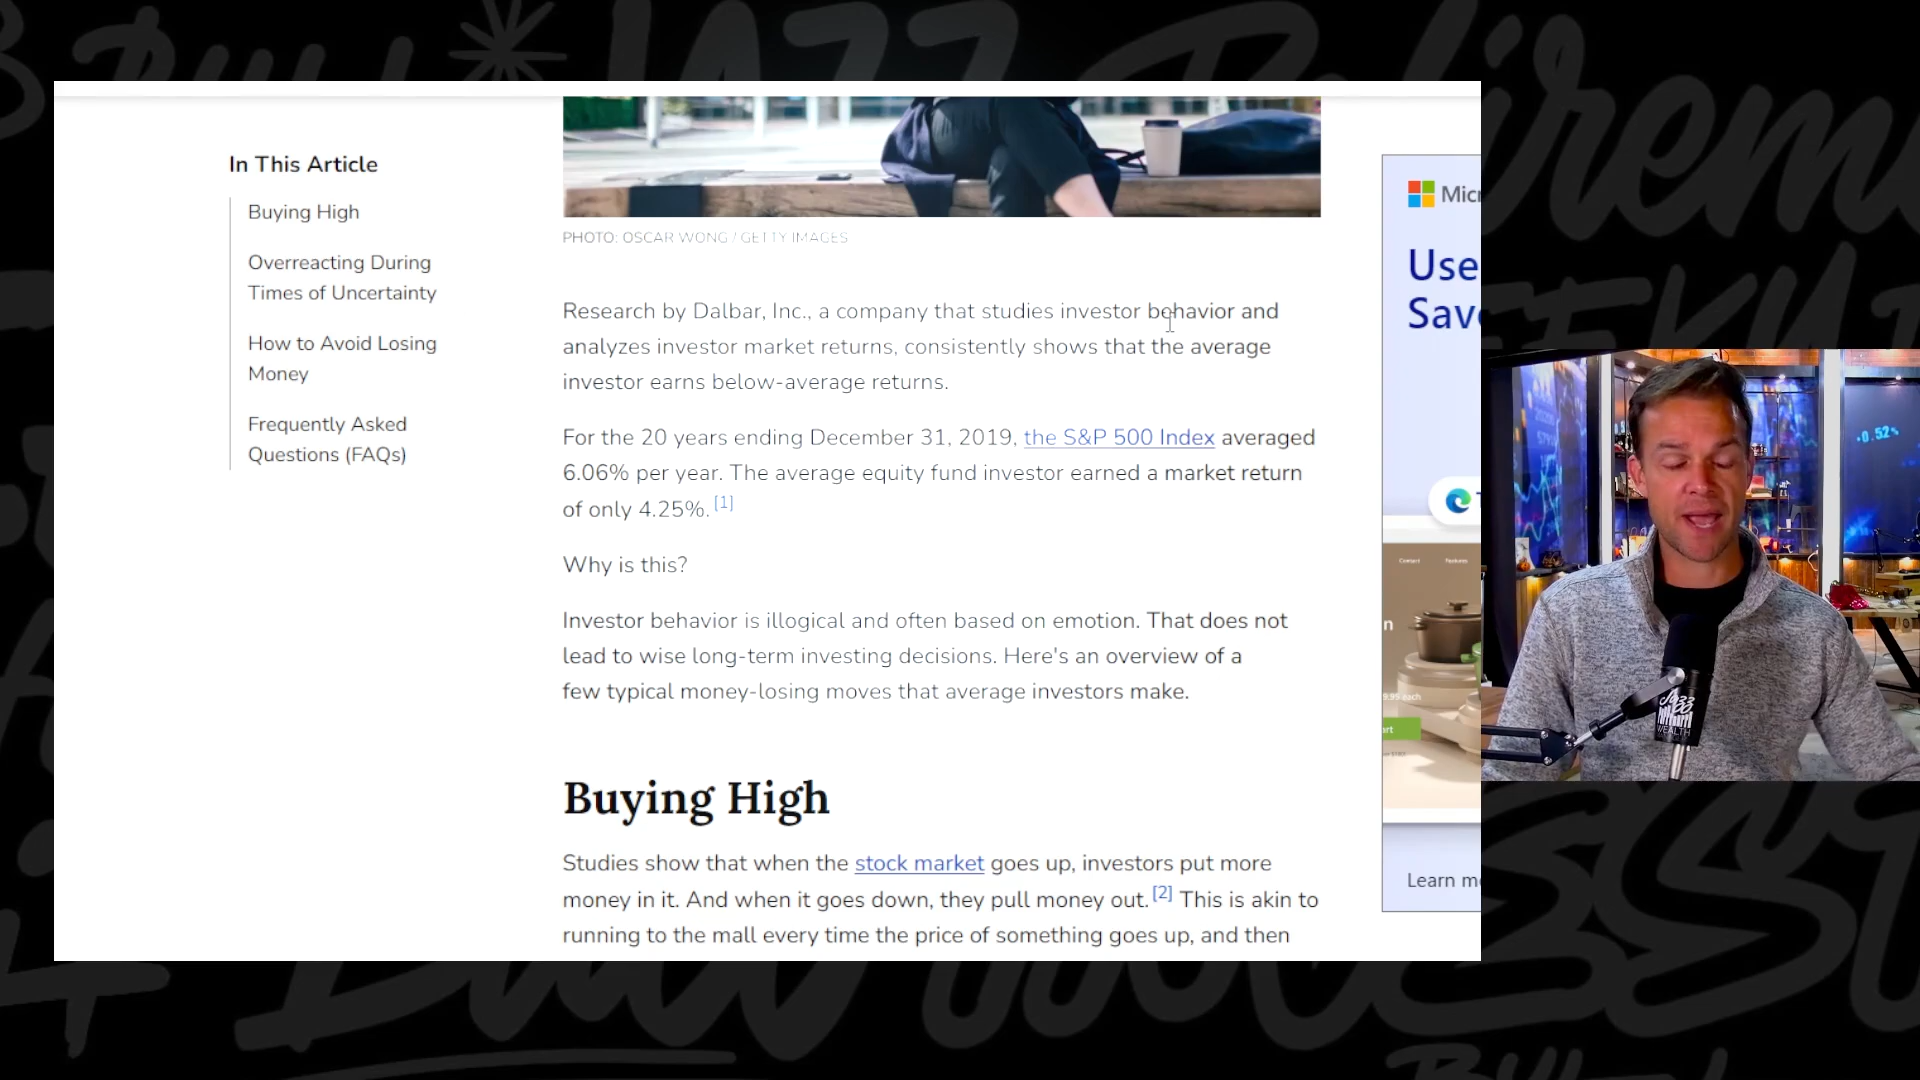 In This Article
Buying High
Overreacting During
Times of Uncertainty
How to Avoid Losing
Money
Frequently Asked
Questions (FAQs)
PHOTO: OSCAR WONG / GETTY IMAGES
Research by Dalbar, Inc., a company that studies investor behavior and
analyzes investor market returns, consistently shows that the average
investor earns below-average returns.
For the 20 years ending December 31, 2019, the S&P 500 Index averaged
6.06% per year. The average equity fund investor earned a market return
of only 4.25%. [1]
Why is this?
Investor behavior is illogical and often based on emotion. That does not
lead to wise long-term investing decisions. Here's an overview of a
few typical money-losing moves that average investors make.
Buying High
Studies show that when the stock market goes up, investors put more
money in it. And when it goes down, they pull money out. [2] This is akin to
running to the mall every time the price of something goes up, and then
Use
Learn
Contact Features
-0.52%
Jazz
WEALTH